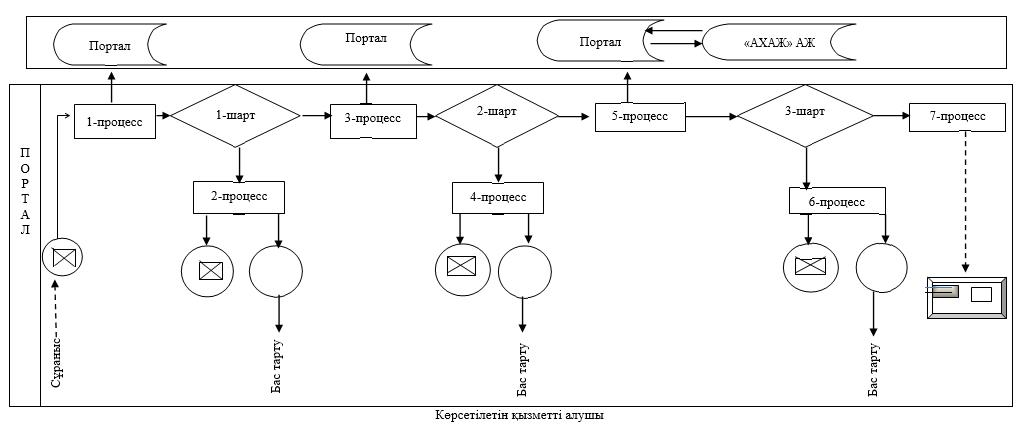 Портал
Портал
Портал
«АХАЖ» АЖ
ПОРТАЛ
1-процесс
1-шарт
3-процесс
2-шарт
5-процесс
3-шарт
7-процесс
2-процесс
4-процесс
6-процесс
Сұраныс
Бас тарту
Бас тарту
Бас тарту
Көрсетілетін қызметті алушы